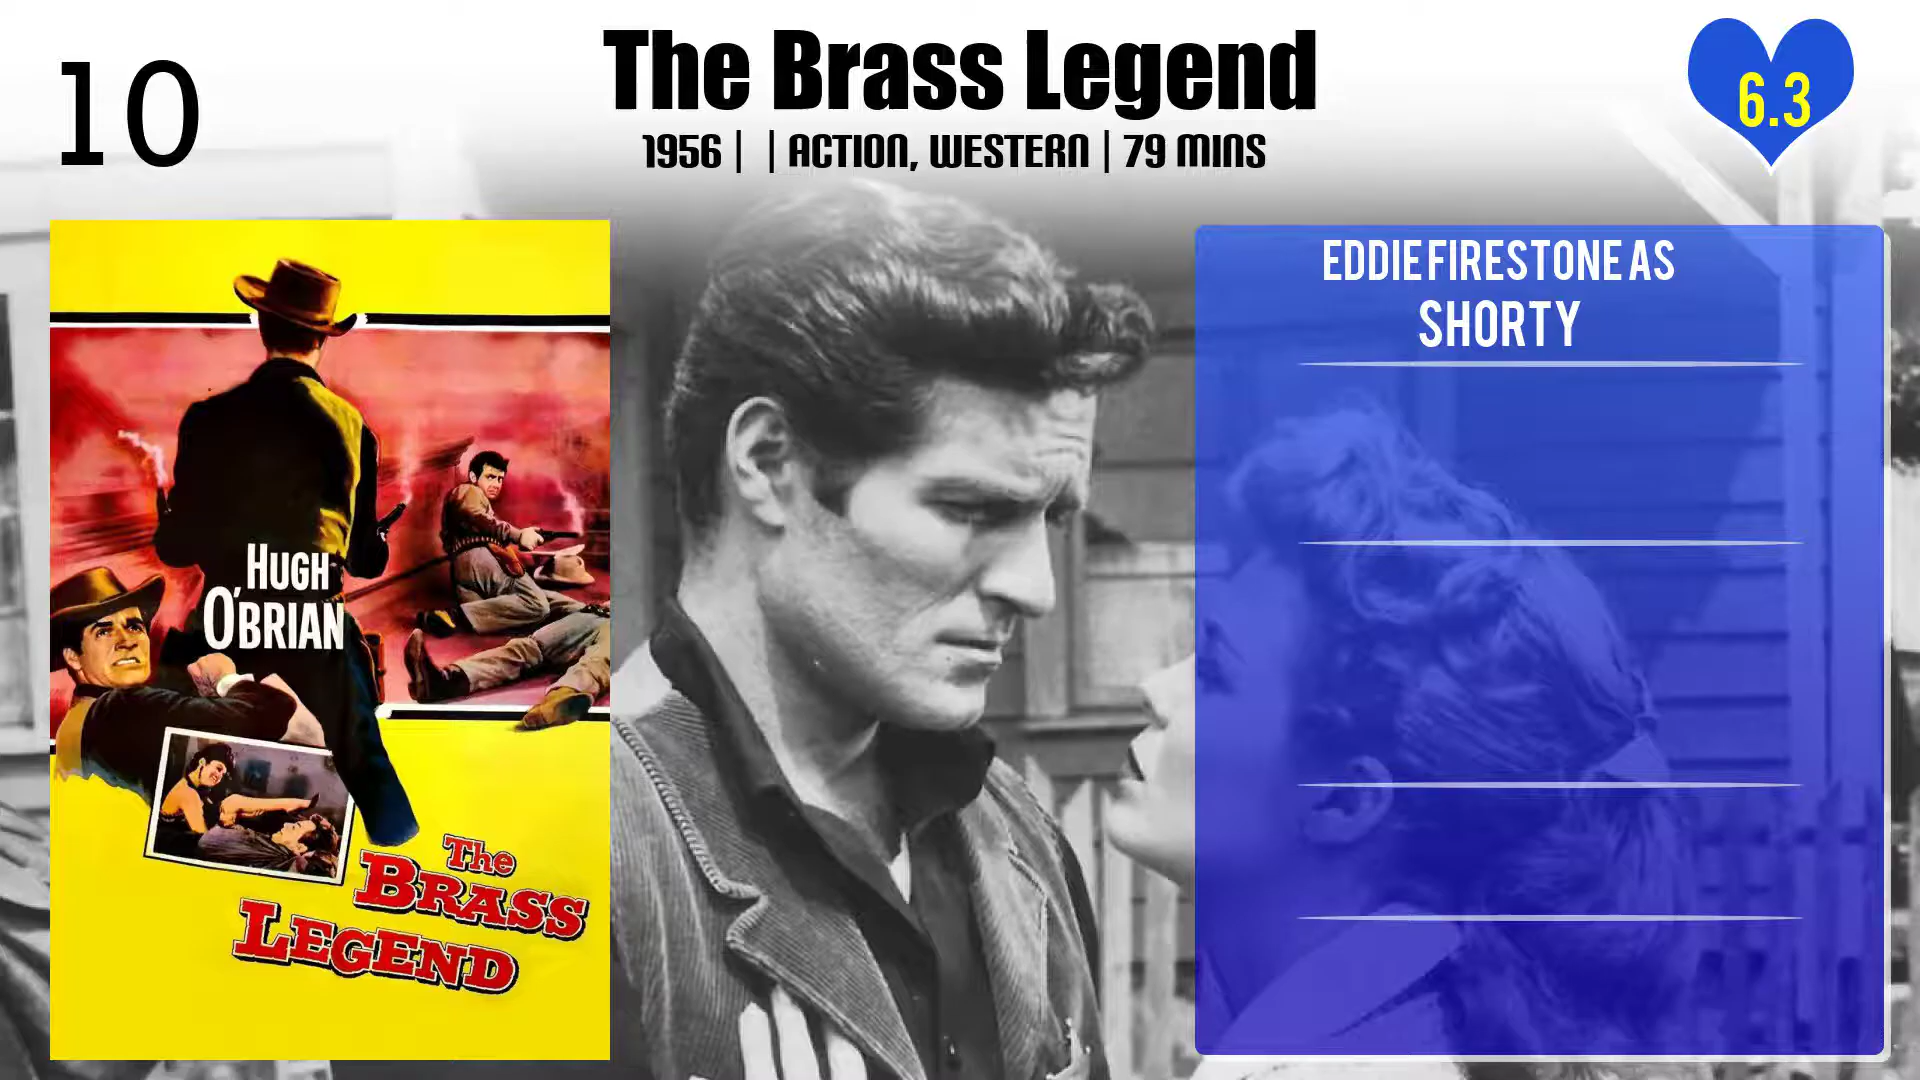 10
The Brass Legend
1956 | | ACTION, WESTERN | 79 MINS
6.3
EDDIE FIRESTONE AS
SHORTY
HUGH
O'BRIAN
The
BRASS
LEGEND